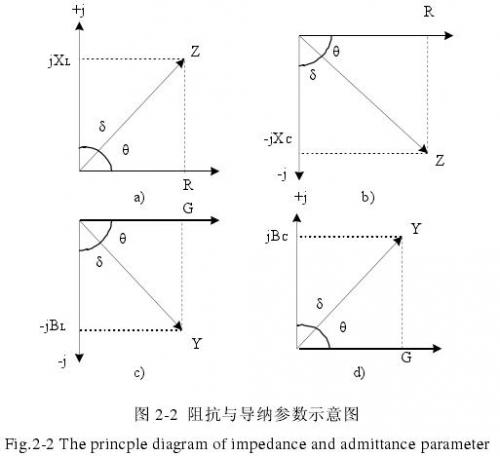 +j
R
jXL
Z
θ
δ
δ
θ
-jXC
Z
R
-j
a)
b)
G
+j
θ
jBC
Y
δ
δ
-jBL
θ
Y
-j
G
c)
d)
图 2-2 阻抗与导纳参数示意图
Fig.2-2 The princple diagram of impedance and admittance parameter